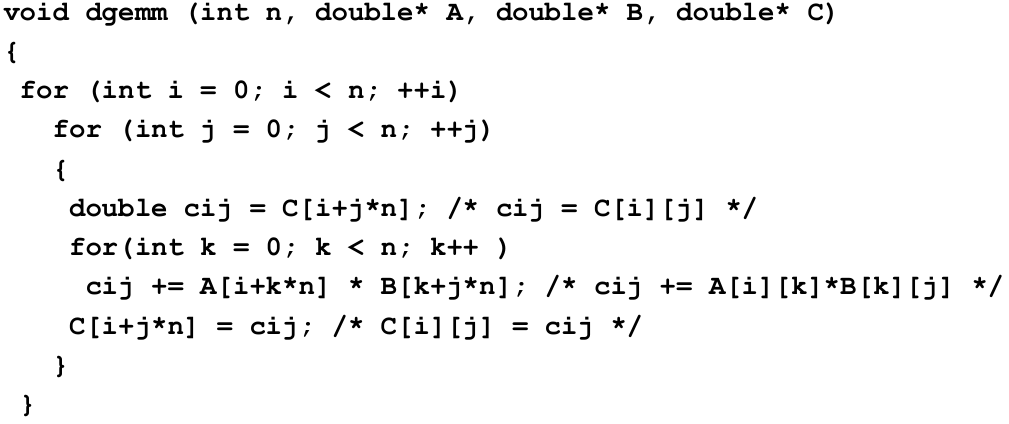 void dgemm (int n, double* A, double* B, double* C)
{
 for (int i = 0; i < n; ++i)
   for (int j = 0; j < n; ++j)
   {
    double cij = C[i+j*n]; /* cij = C[i][j] */
    for(int k = 0; k < n; k++ )
     cij += A[i+k*n] * B[k+j*n]; /* cij += A[i][k]*B[k][j] */
    C[i+j*n] = cij; /* C[i][j] = cij */
   }
 }